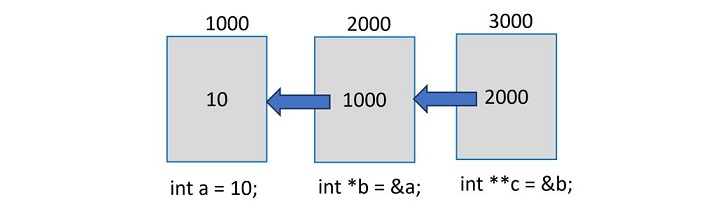 1000 2000 3000
10 1000 2000
int a = 10; int *b = &a; int **c = &b;